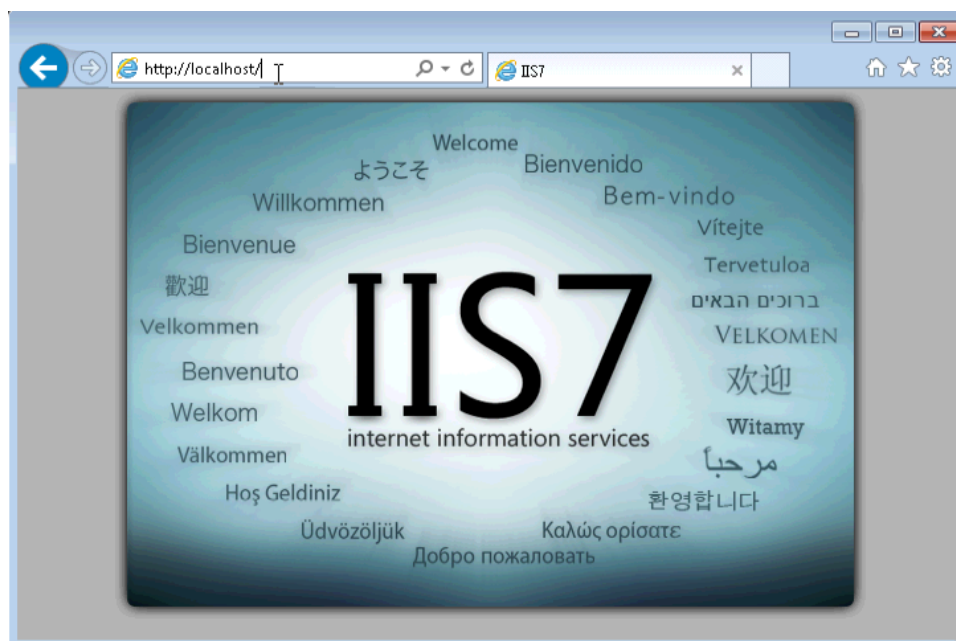 http://localhost/
IIS7
Welcome
ようこそ
Bienvenido
Willkommen
Bem-vindo
Vítejte
Bienvenue
Tervetuloa
歡迎
ברוכים הבאים
Velkommen
VELKOMEN
IIS7
Benvenuto
欢迎
Welkom
Witamy
internet information services
Välkommen
مرحباً
Hoş Geldiniz
환영합니다
Üdvözöljük
Καλώς ορίσατε
Добро пожаловать